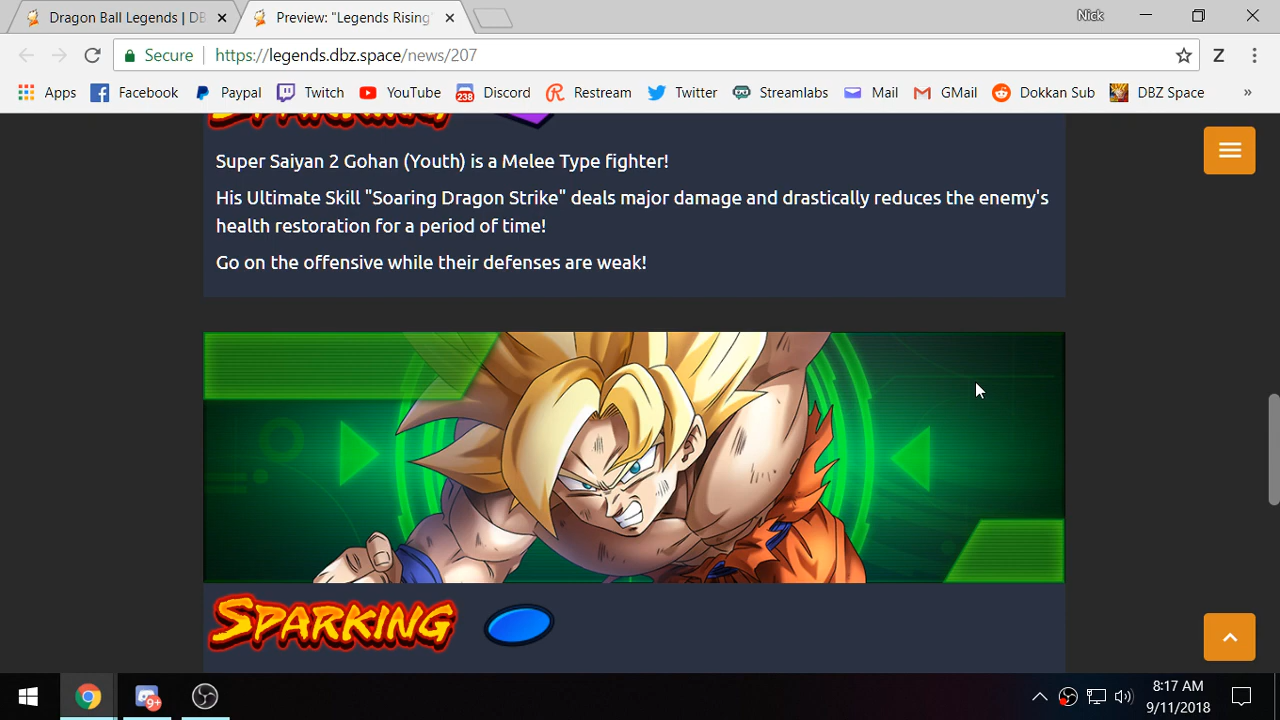 Dragon Ball Legends | DB
Preview: "Legends Rising"
Nick
Secure
https://legends.dbz.space/news/207
Z
Apps
Facebook
Paypal
Twitch
YouTube
238
Discord
Restream
Twitter
Streamlabs
Mail
GMail
Dokkan Sub
DBZ Space
»
SPARKING
Super Saiyan 2 Gohan (Youth) is a Melee Type fighter!
His Ultimate Skill "Soaring Dragon Strike" deals major damage and drastically reduces the enemy's
health restoration for a period of time!
Go on the offensive while their defenses are weak!
SPARKING
9+
8:17 AM
9/11/2018